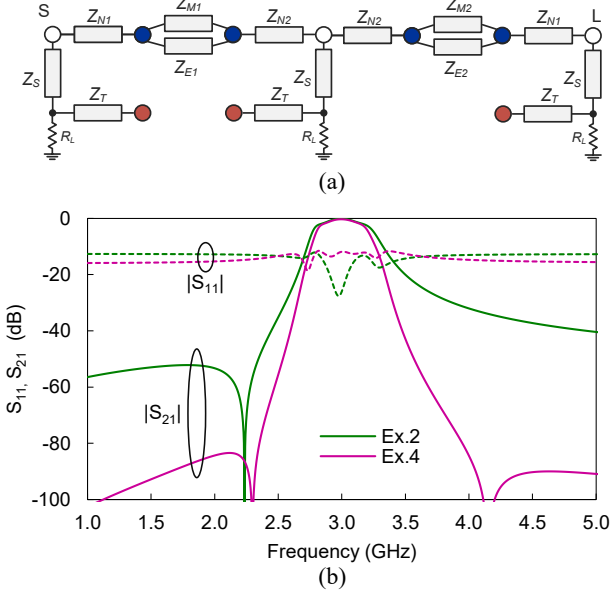 S Z_N1 Z_M1 Z_N2 Z_N2 Z_M2 Z_N1 L
Z_E1 Z_E2
Z_S Z_S Z_S
Z_T Z_T Z_T
R_L R_L R_L
(a)
0
-20
-40
-60
-80
-100
S11, S21 (dB)
|S11|
|S21|
Ex.2
Ex.4
1.0 1.5 2.0 2.5 3.0 3.5 4.0 4.5 5.0
Frequency (GHz)
(b)